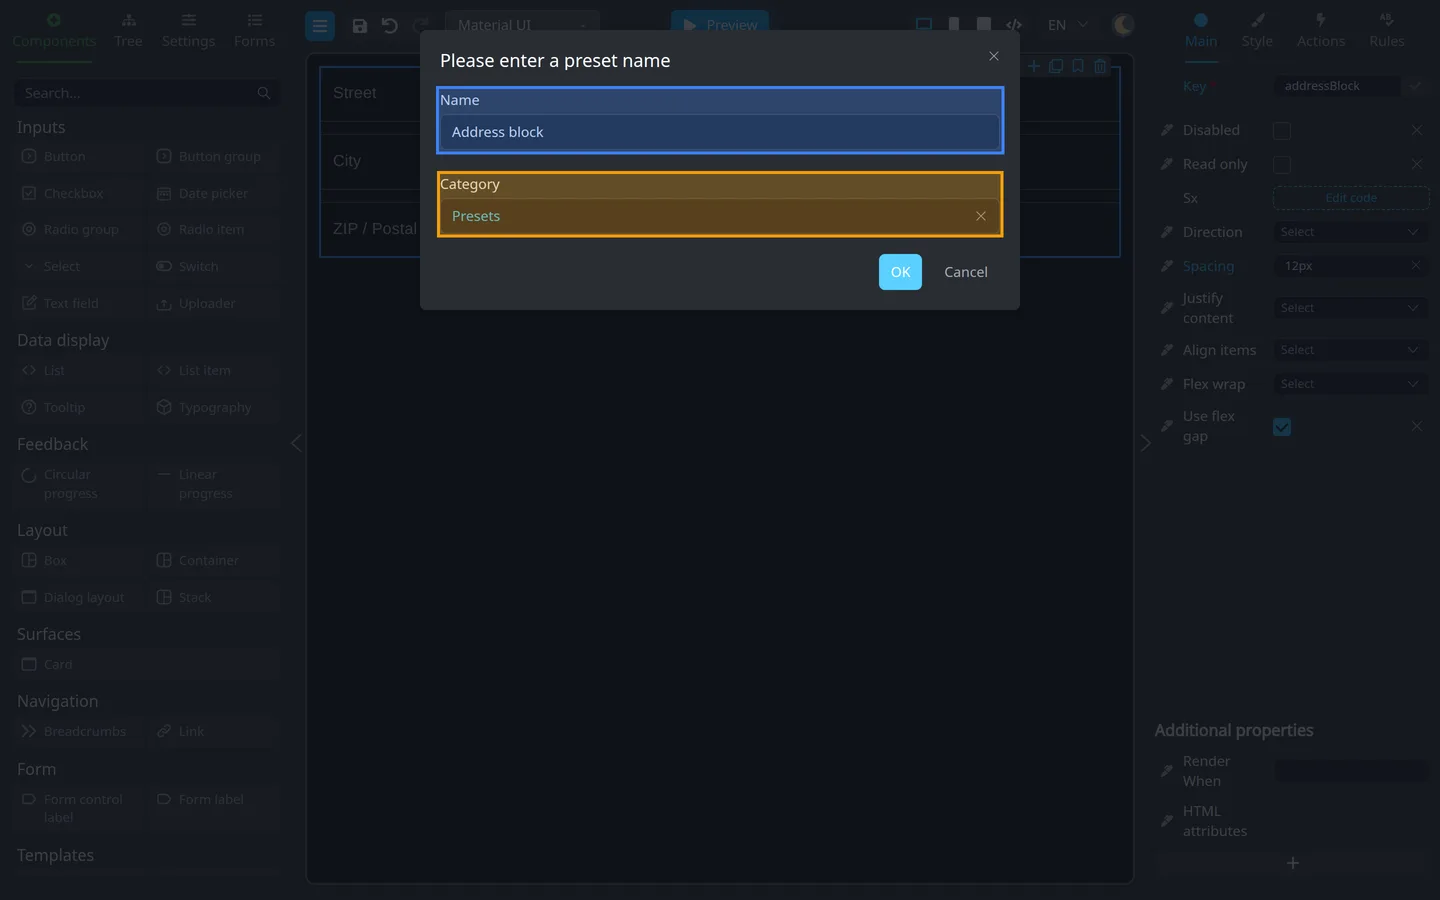 Components
Tree
Settings
Forms
Material UI
Preview
EN
Main
Style
Actions
Rules
Search...
Inputs
Button
Button group
Checkbox
Date picker
Radio group
Radio item
Select
Switch
Text field
Uploader
Data display
List
List item
Tooltip
Typography
Feedback
Circular
progress
Linear
progress
Layout
Box
Container
Dialog layout
Stack
Surfaces
Card
Navigation
Breadcrumbs
Link
Form
Form control
label
Form label
Templates
Street
City
ZIP / Postal
Please enter a preset name
Name
Address block
Category
Presets
OK
Cancel
Key *
addressBlock
Disabled
Read only
Sx
Edit code
Direction
Select
Spacing
12px
Justify
content
Select
Align items
Select
Flex wrap
Select
Use flex
gap
Additional properties
Render
When
HTML
attributes